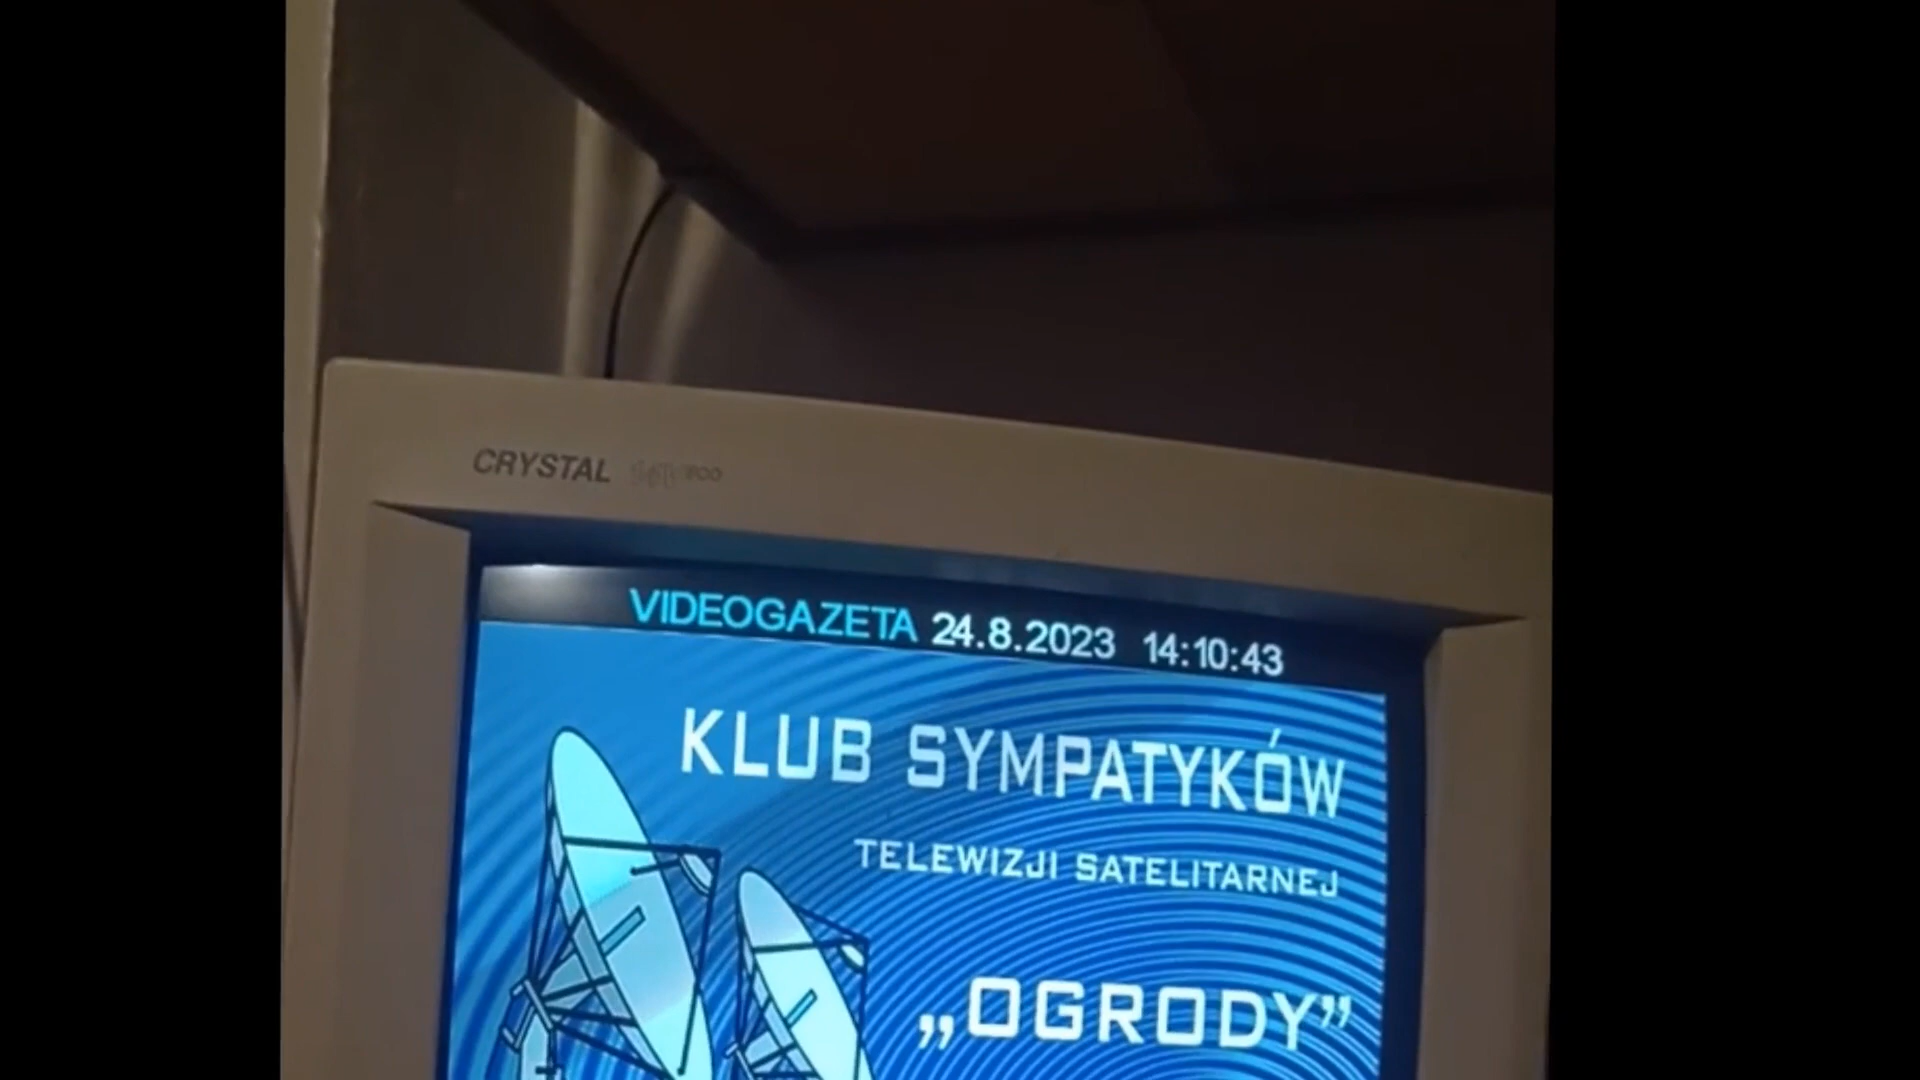 CRYSTAL
VIDEOGAZETA 24.8.2023 14:10:43
KLUB SYMPATYKÓW
TELEWIZJI SATELITARNEJ
„OGRODY”